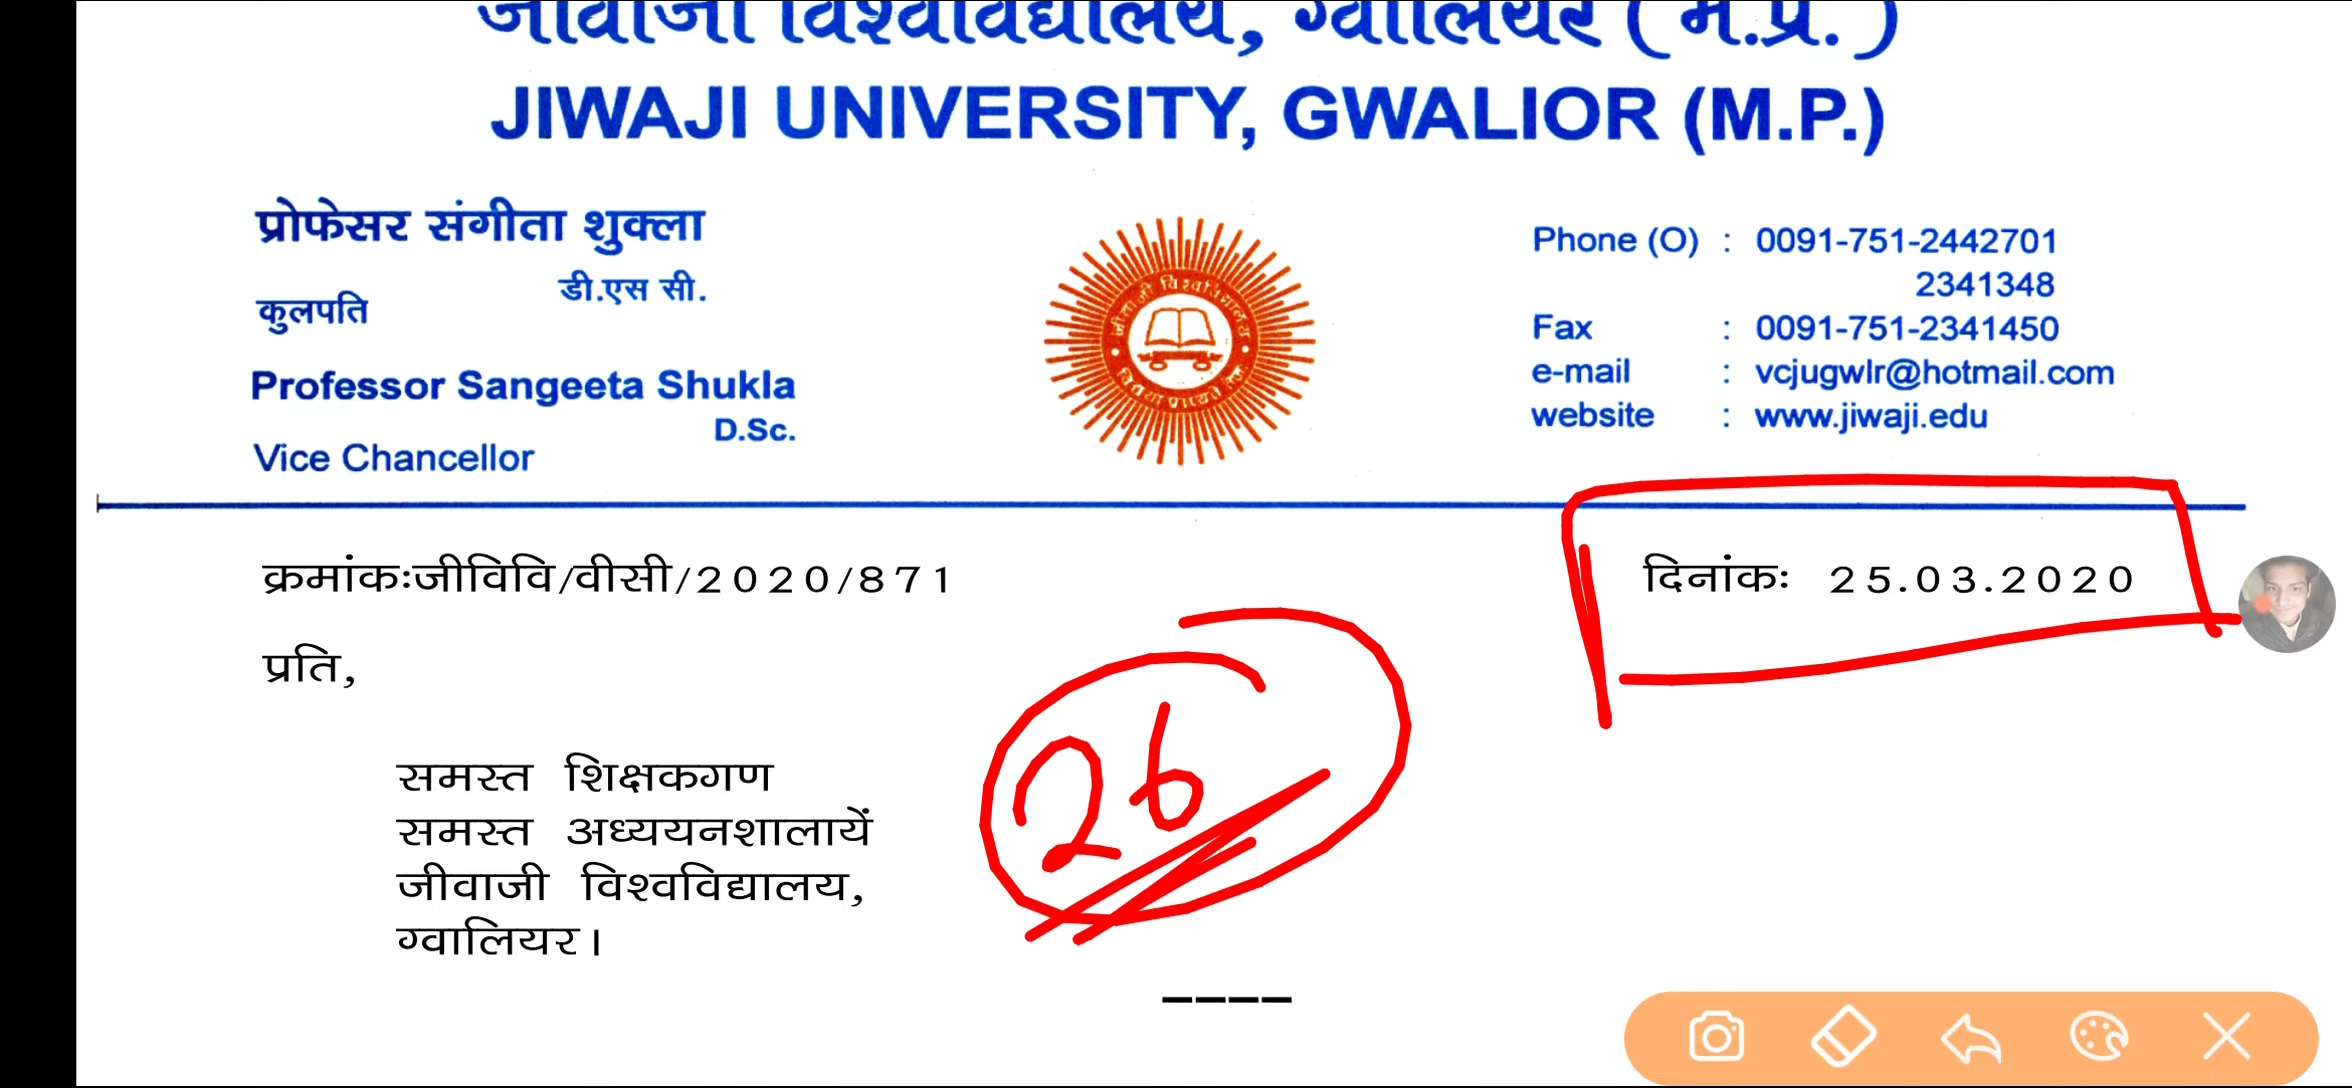 जीवाजी विश्वविद्यालय, ग्वालियर ( म.प्र. )
JIWAJI UNIVERSITY, GWALIOR (M.P.)
प्रोफेसर संगीता शुक्ला
डी.एस सी.
कुलपति
Professor Sangeeta Shukla
D.Sc.
Vice Chancellor
जीवाजी विश्वविद्यालय
Phone (O) : 0091-751-2442701
2341348
Fax : 0091-751-2341450
e-mail : vcjugwlr@hotmail.com
website : www.jiwaji.edu
क्रमांकःजीविवि/वीसी/2020/871
दिनांकः 25.03.2020
प्रति,
26
समस्त शिक्षकगण
समस्त अध्ययनशालायें
जीवाजी विश्वविद्यालय,
ग्वालियर।
----